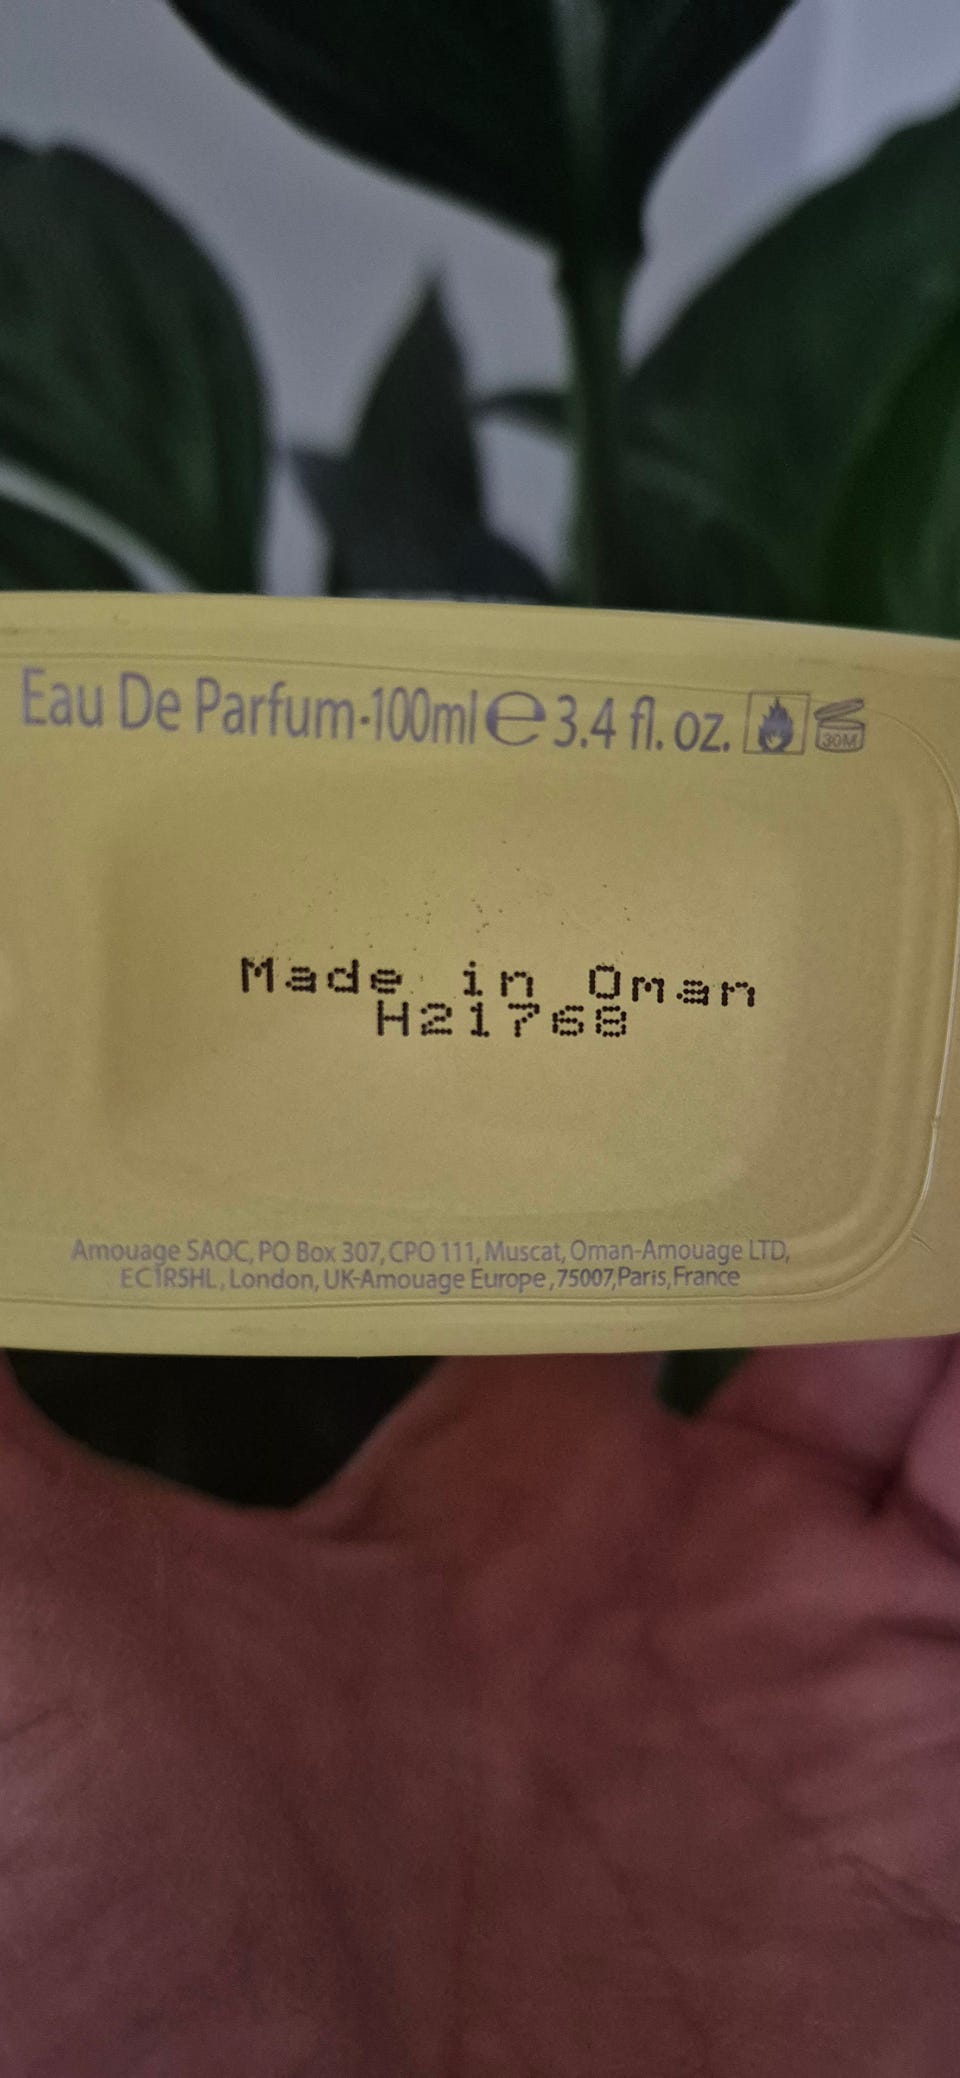 Eau De Parfum·100ml ℮ 3.4 fl. oz. 30M
Made in Oman
H21768
Amouage SAOC, PO Box 307, CPO 111, Muscat, Oman-Amouage LTD,
EC1R5HL, London, UK-Amouage Europe, 75007, Paris, France